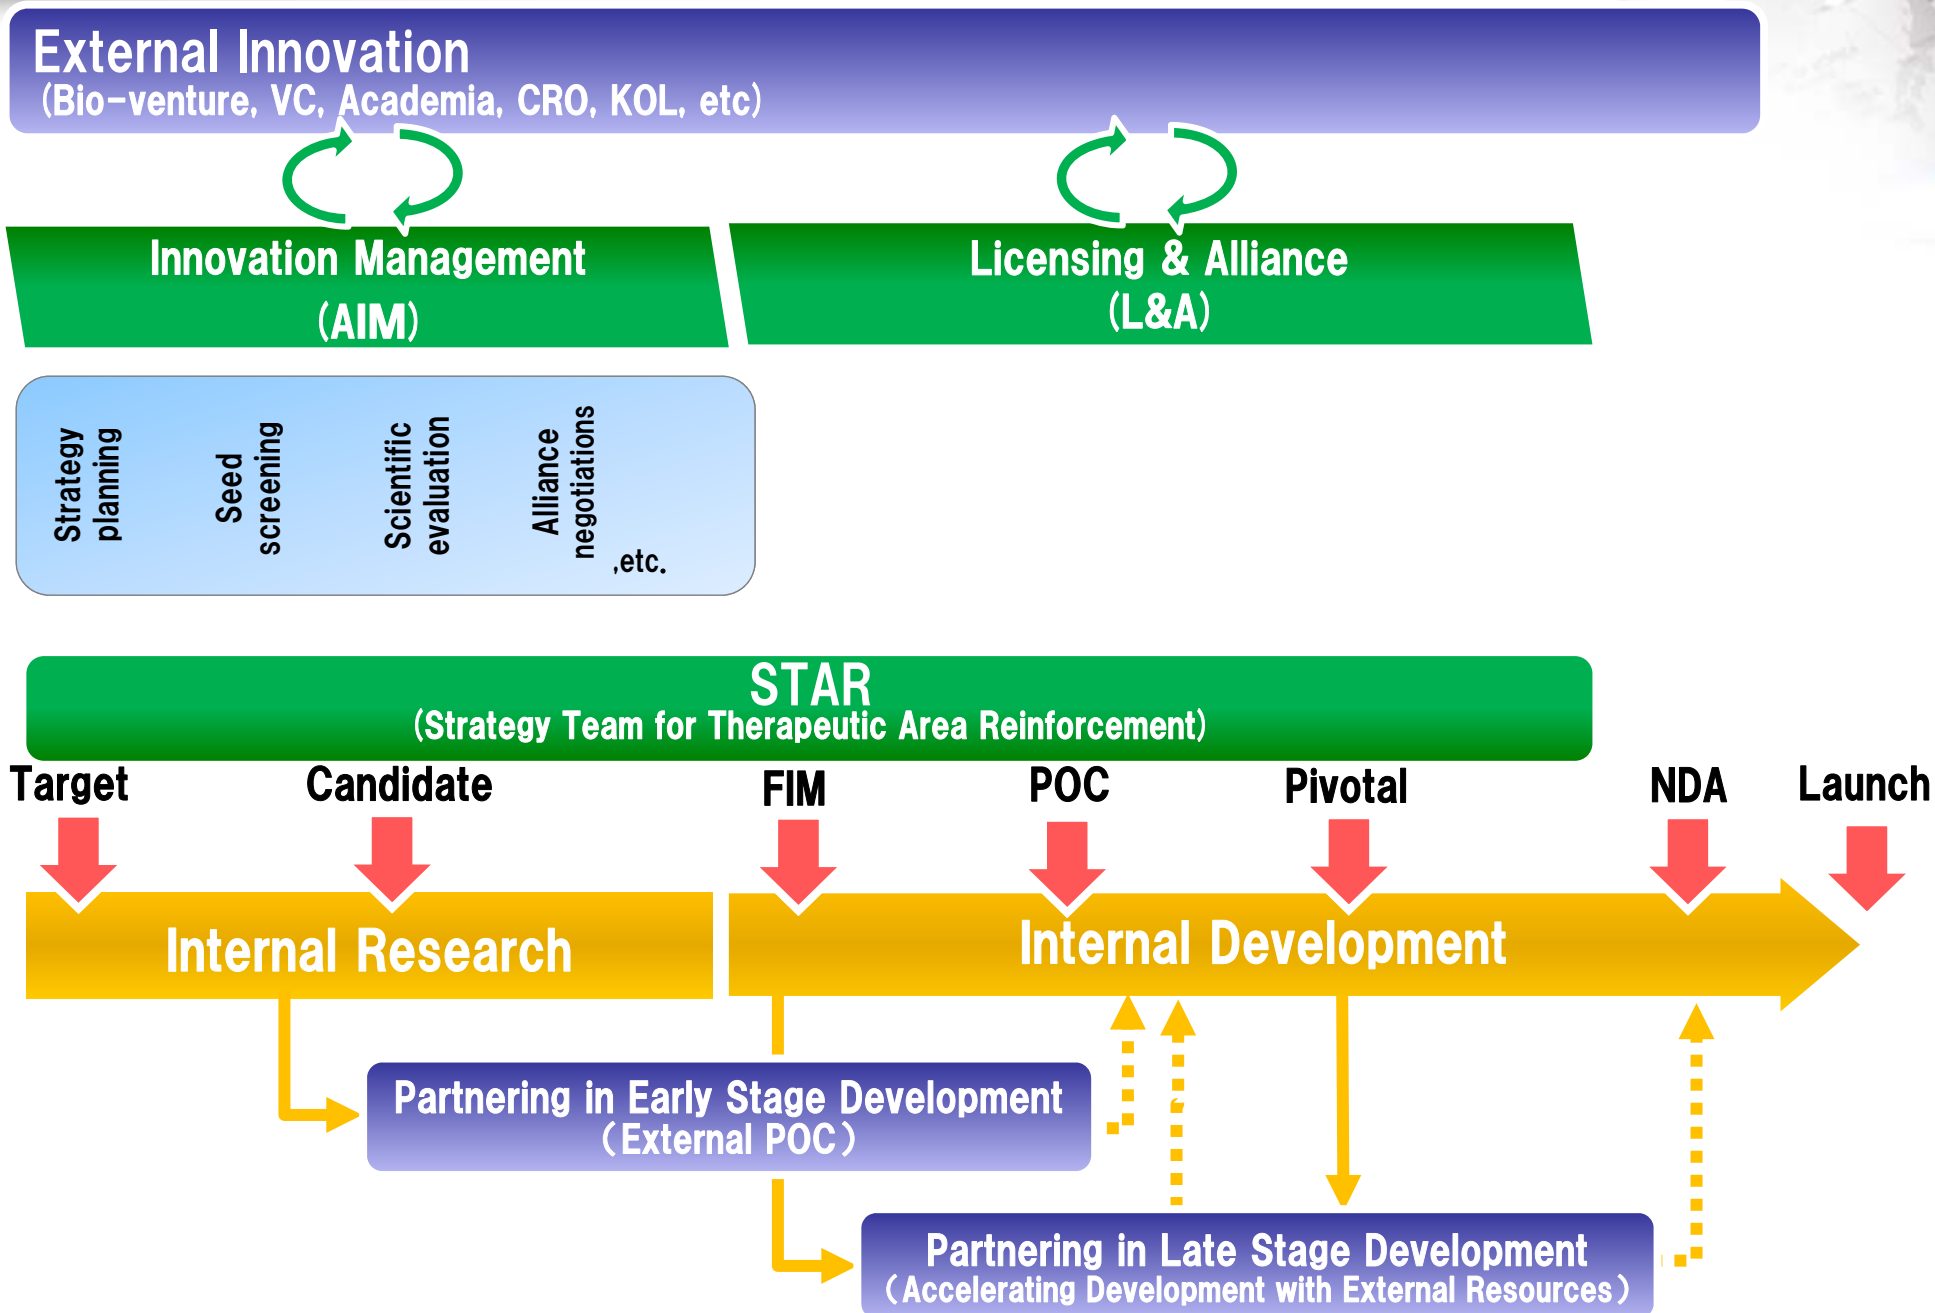 External Innovation
(Bio-venture, VC, Academia, CRO, KOL, etc)
Innovation Management
(AIM)
Licensing & Alliance
(L&A)
Strategy
planning
Seed
screening
Scientific
evaluation
Alliance
negotiations
,etc.
STAR
(Strategy Team for Therapeutic Area Reinforcement)
Target
Candidate
FIM
POC
Pivotal
NDA
Launch
Internal Research
Internal Development
Partnering in Early Stage Development
(External POC)
Partnering in Late Stage Development
(Accelerating Development with External Resources)